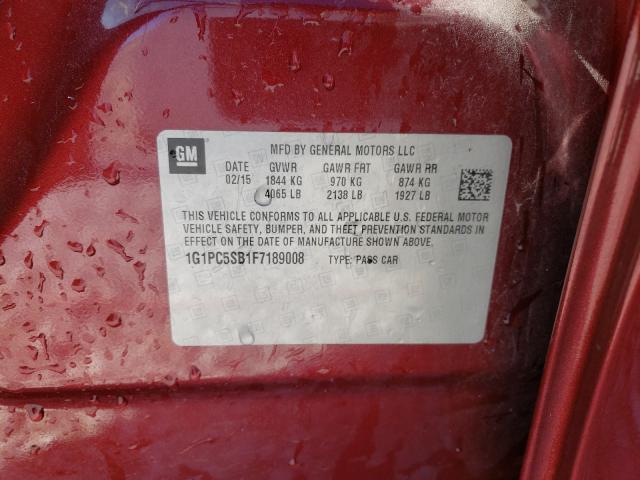 GM
MFD BY GENERAL MOTORS LLC
DATE GVWR GAWR FRT GAWR RR
02/15 1844 KG 970 KG 874 KG
4065 LB 2138 LB 1927 LB
THIS VEHICLE CONFORMS TO ALL APPLICABLE U.S. FEDERAL MOTOR
VEHICLE SAFETY, BUMPER, AND THEFT PREVENTION STANDARDS
IN EFFECT ON THE DATE OF MANUFACTURE SHOWN ABOVE.
1G1PC5SB1F7189008 TYPE: PASS CAR